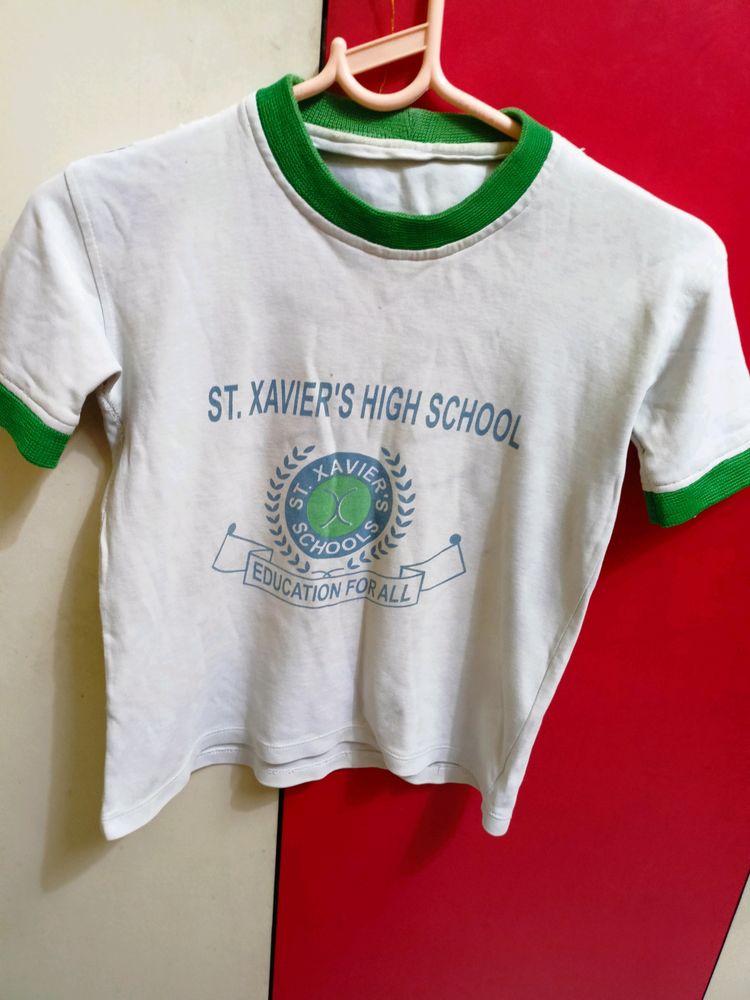 ST. XAVIER'S HIGH SCHOOL
ST. XAVIER'S
SCHOOLS
EDUCATION FOR ALL